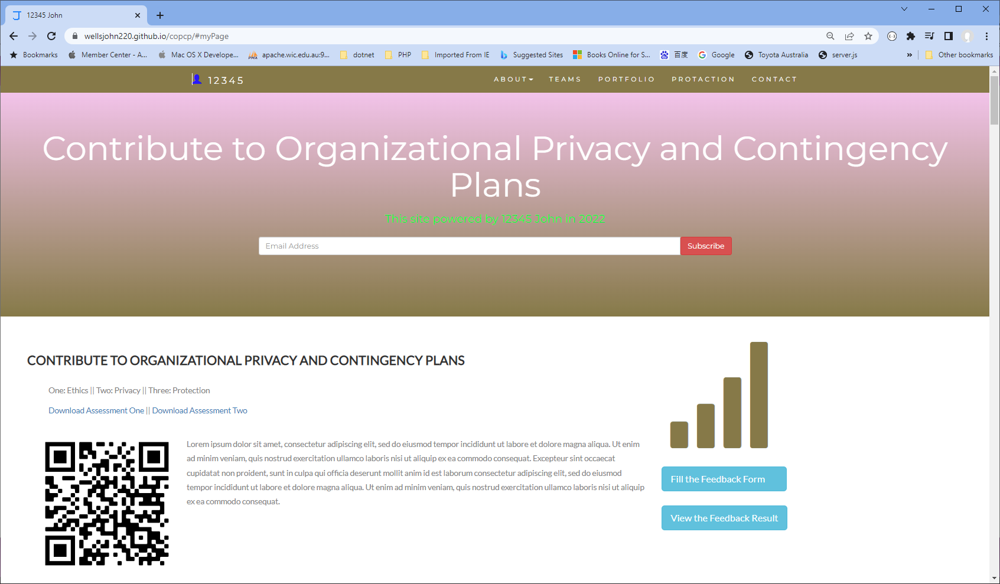 12345 John
wellsjohn220.github.io/copcp/#myPage
Bookmarks Member Center - A... Mac OS X Develope... apache.wic.edu.au:9... dotnet PHP Imported From IE Suggested Sites Books Online for S... 百度 Google Toyota Australia server.js » Other bookmarks
12345 ABOUT TEAMS PORTFOLIO PROTACTION CONTACT
Contribute to Organizational Privacy and Contingency
Plans
This site powered by 12345 John in 2022
Email Address Subscribe
CONTRIBUTE TO ORGANIZATIONAL PRIVACY AND CONTINGENCY PLANS
One: Ethics || Two: Privacy || Three: Protection
Download Assessment One || Download Assessment Two
Lorem ipsum dolor sit amet, consectetur adipiscing elit, sed do eiusmod tempor incididunt ut labore et dolore magna aliqua. Ut enim
ad minim veniam, quis nostrud exercitation ullamco laboris nisi ut aliquip ex ea commodo consequat. Excepteur sint occaecat
cupidatat non proident, sunt in culpa qui officia deserunt mollit anim id est laborum consectetur adipiscing elit, sed do eiusmod
tempor incididunt ut labore et dolore magna aliqua. Ut enim ad minim veniam, quis nostrud exercitation ullamco laboris nisi ut aliquip
ex ea commodo consequat.
Fill the Feedback Form
View the Feedback Result